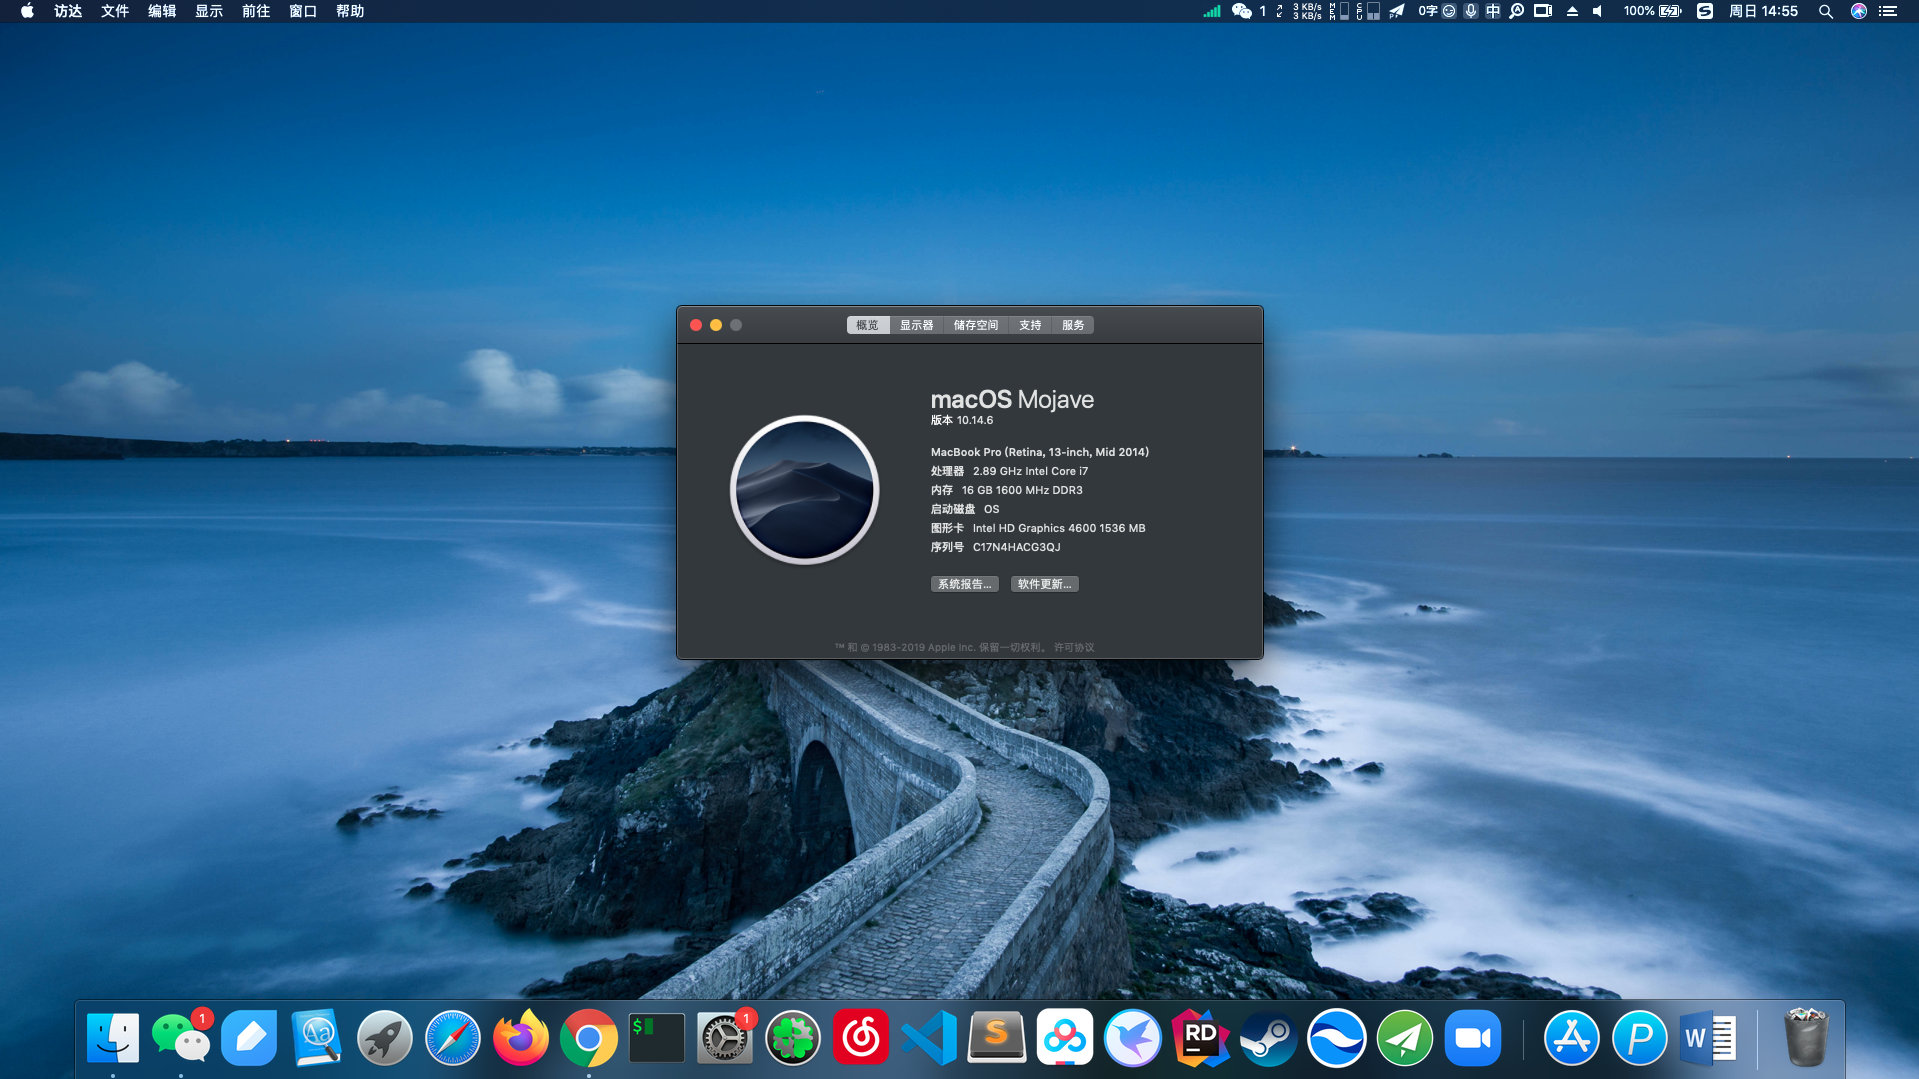 访达 文件 编辑 显示 前往 窗口 帮助 1 3 KB/s 3 KB/s MEM CPU 0字 中 100% 周日 14:55
概览 显示器 储存空间 支持 服务
macOS Mojave
版本 10.14.6
MacBook Pro (Retina, 13-inch, Mid 2014)
处理器 2.89 GHz Intel Core i7
内存 16 GB 1600 MHz DDR3
启动磁盘 OS
图形卡 Intel HD Graphics 4600 1536 MB
序列号 C17N4HACG3QJ
系统报告... 软件更新...
™ 和 © 1983-2019 Apple Inc. 保留一切权利。 许可协议
1 Aa $ 1 S RD P W